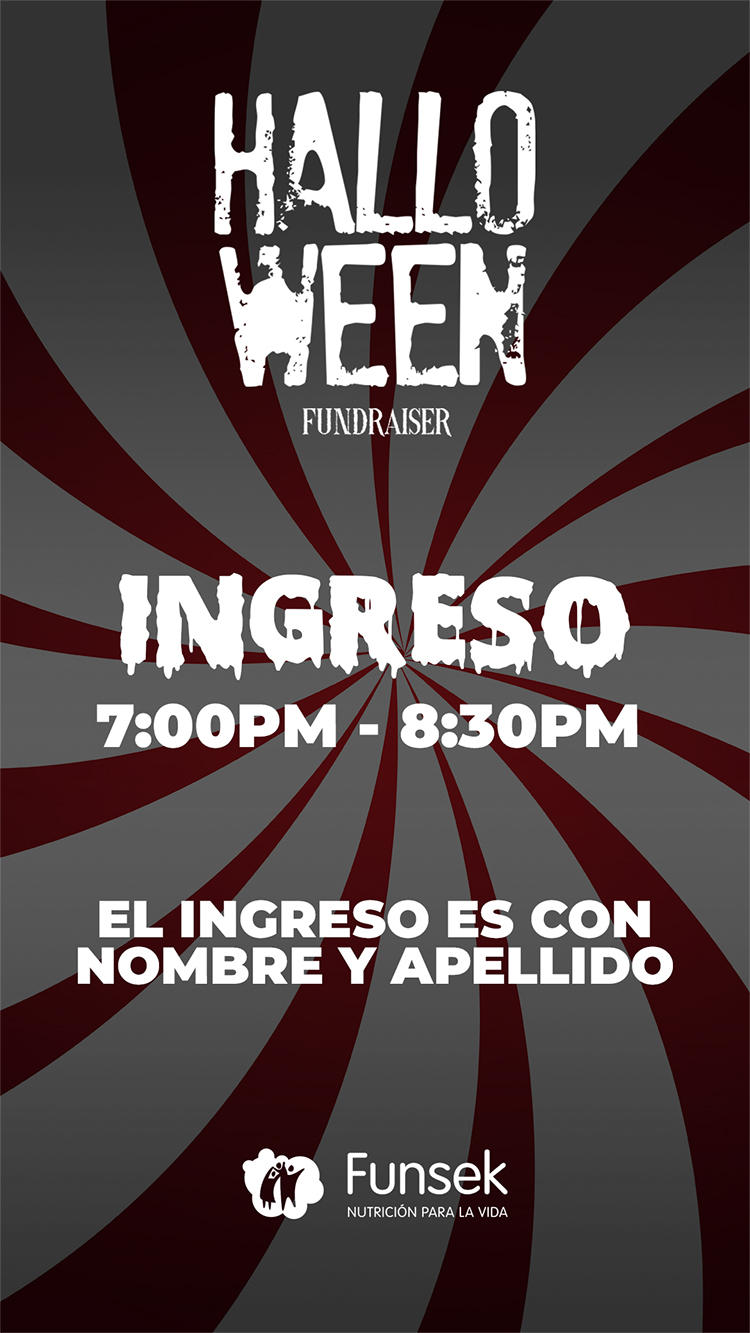 HALLO
WEEN
FUNDRAISER
INGRESO
7:00PM - 8:30PM
EL INGRESO ES CON
NOMBRE Y APELLIDO
Funsek
NUTRICIÓN PARA LA VIDA